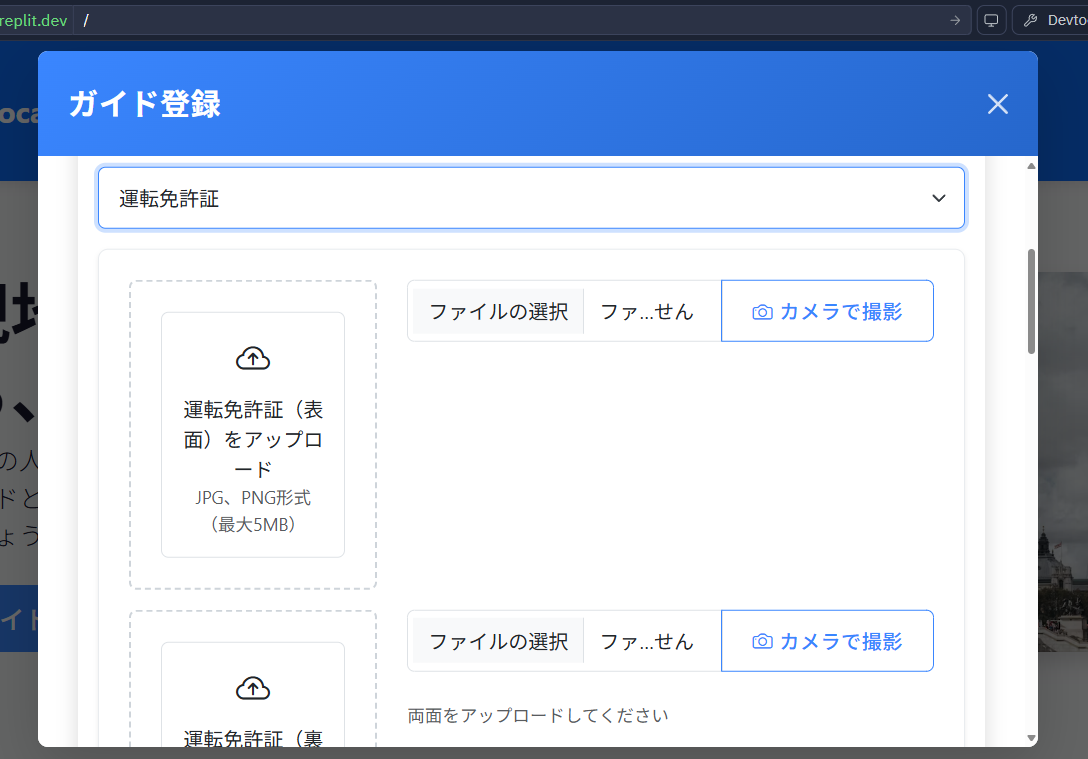 replit.dev /
Devto
oca
ガイド登録
運転免許証
ファイルの選択 ファ...せん カメラで撮影
運転免許証（表
面）をアップロ
ード
JPG、PNG形式
（最大5MB）
の人
ドと
ょう
イド
ファイルの選択 ファ...せん カメラで撮影
両面をアップロードしてください
運転免許証（裏